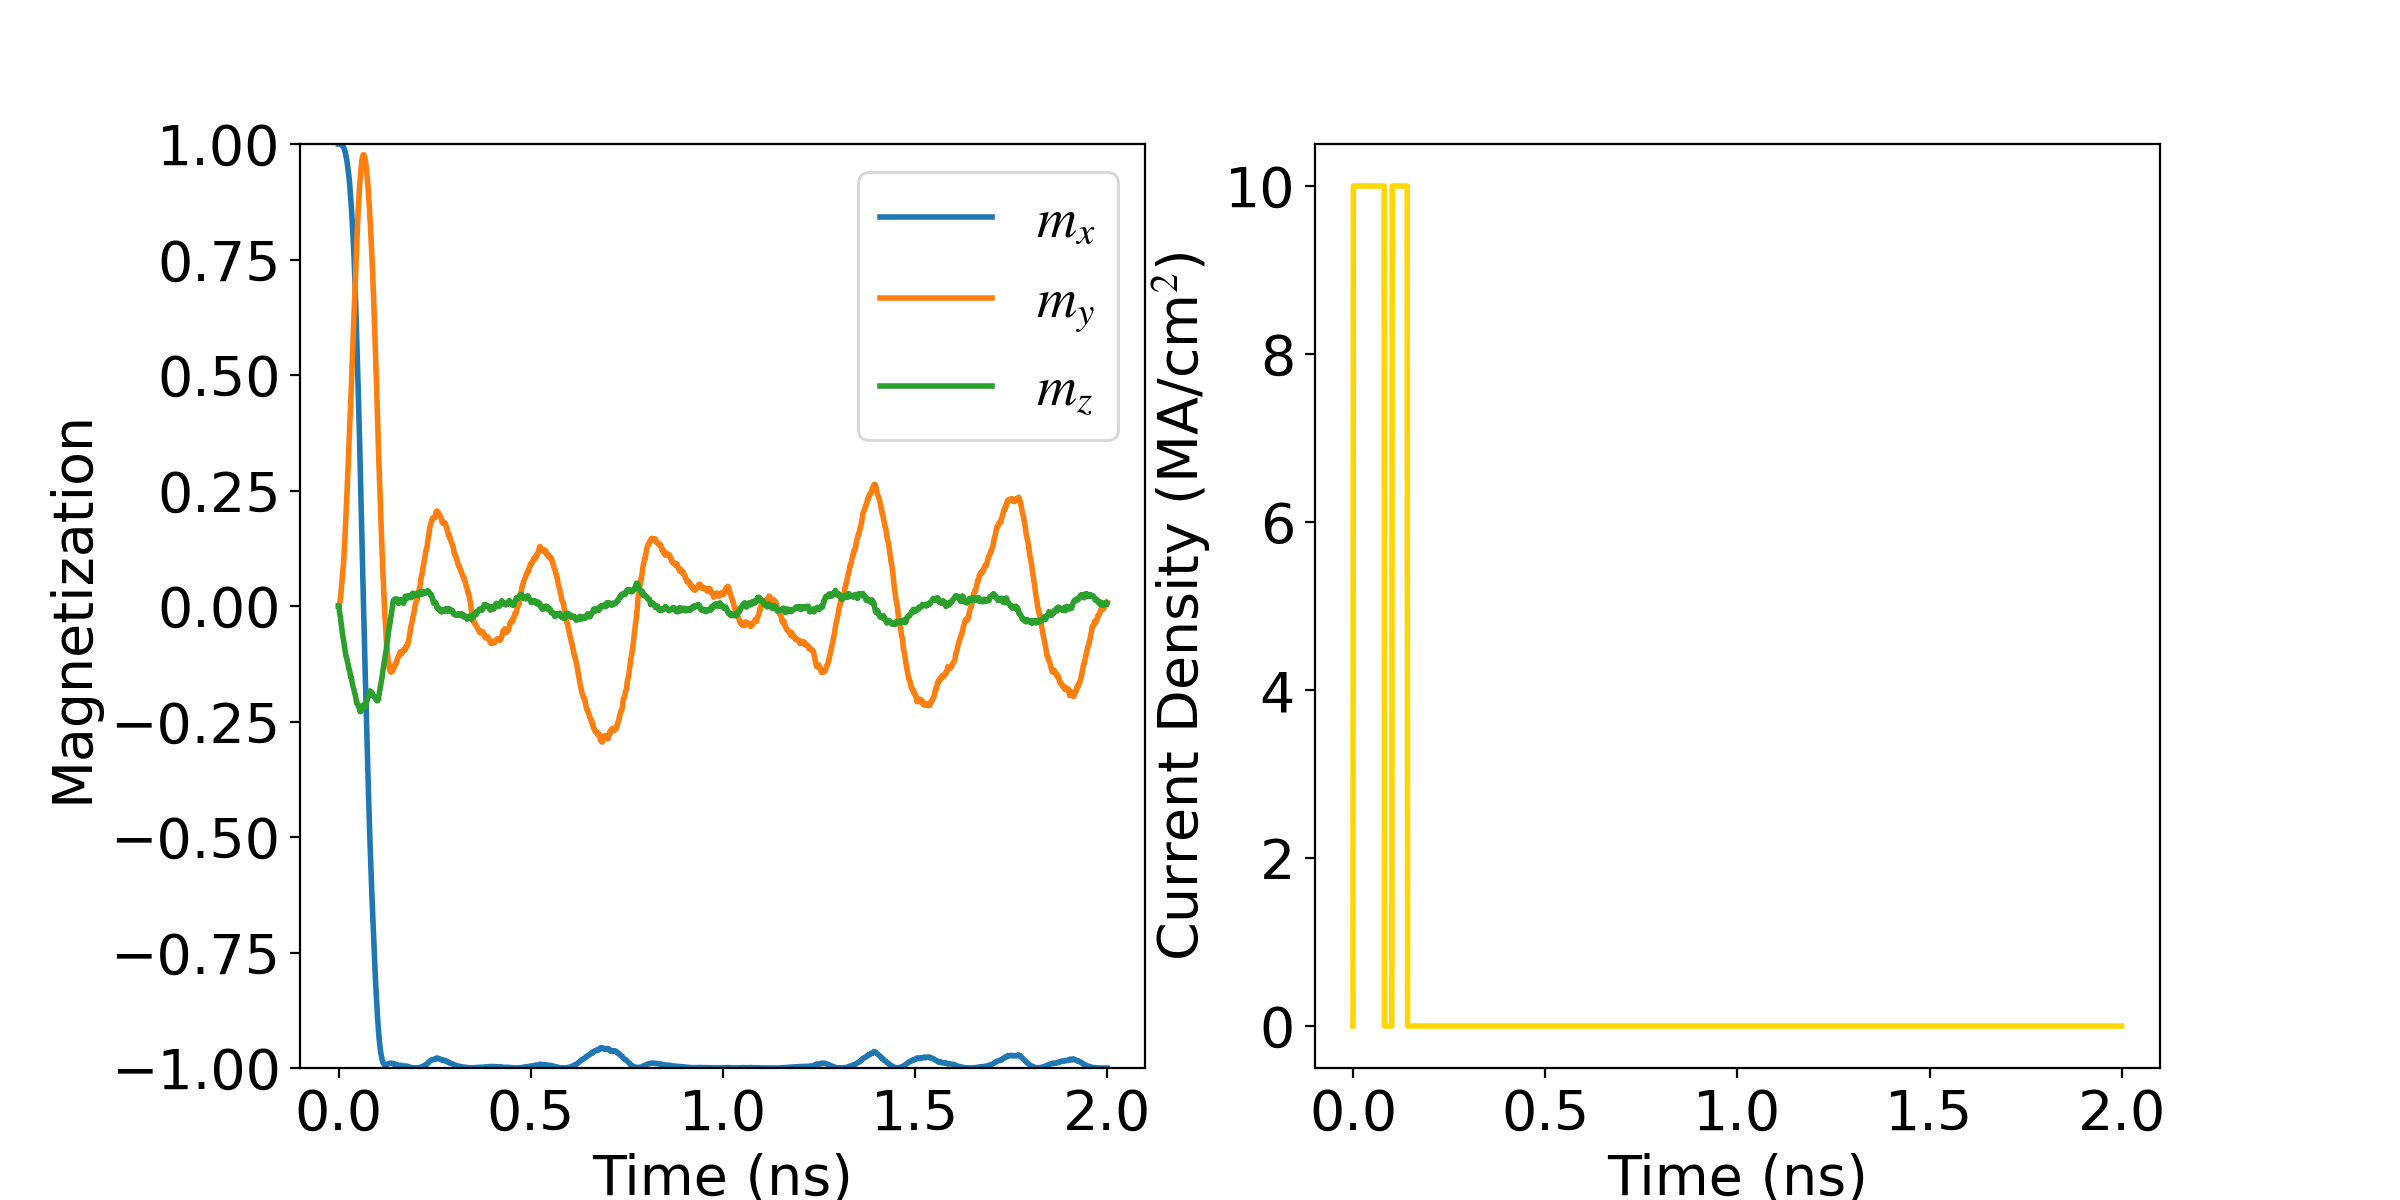 Magnetization
1.00
0.75
0.50
0.25
0.00
−0.25
−0.50
−0.75
−1.00
0.0 0.5 1.0 1.5 2.0
Time (ns)
m_x
m_y
m_z
Current Density (MA/cm²)
10
8
6
4
2
0
0.0 0.5 1.0 1.5 2.0
Time (ns)